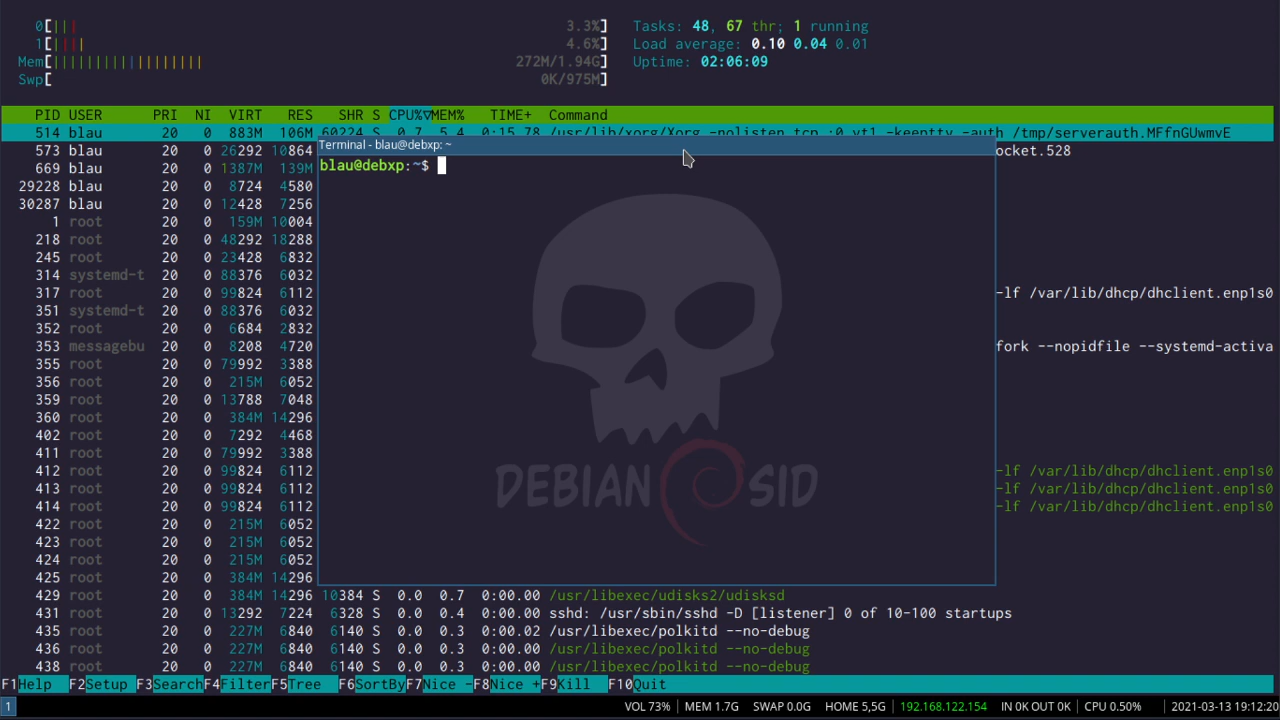 0[||| 3.3%] Tasks: 48, 67 thr; 1 running
1[|||| 4.6%] Load average: 0.10 0.04 0.01
Mem[|||||||||||||||||| 272M/1.94G] Uptime: 02:06:09
Swp[ 0K/975M]
PID USER PRI NI VIRT RES SHR S CPU%▽MEM% TIME+ Command
514 blau 20 0 883M 106M 60224 S 0.7 5.4 0:15.78 /usr/lib/xorg/Xorg -nolisten tcp :0 vt1 -keeptty -auth /tmp/serverauth.MFfnGUwmvE
Terminal - blau@debxp: ~
573 blau 20 0 26292 10864 ocket.528
blau@debxp:~$
669 blau 20 0 1387M 139M
29228 blau 20 0 8724 4580
30287 blau 20 0 12428 7256
1 root 20 0 159M 10004
218 root 20 0 48292 18288
245 root 20 0 23428 6832
314 systemd-t 20 0 88376 6032
317 root 20 0 99824 6112 -lf /var/lib/dhcp/dhclient.enp1s0
351 systemd-t 20 0 88376 6032
352 root 20 0 6684 2832
353 messagebu 20 0 8208 4720 fork --nopidfile --systemd-activa
355 root 20 0 79992 3388
356 root 20 0 215M 6052
359 root 20 0 13788 7048
360 root 20 0 384M 14296
402 root 20 0 7292 4468
411 root 20 0 79992 3388
412 root 20 0 99824 6112 -lf /var/lib/dhcp/dhclient.enp1s0
413 root 20 0 99824 6112 -lf /var/lib/dhcp/dhclient.enp1s0
DEBIAN SID
414 root 20 0 99824 6112 -lf /var/lib/dhcp/dhclient.enp1s0
422 root 20 0 215M 6052
423 root 20 0 215M 6052
424 root 20 0 215M 6052
425 root 20 0 384M 14296
429 root 20 0 384M 14296 10384 S 0.0 0.7 0:00.00 /usr/libexec/udisks2/udisksd
431 root 20 0 13292 7224 6328 S 0.0 0.4 0:00.00 sshd: /usr/sbin/sshd -D [listener] 0 of 10-100 startups
435 root 20 0 227M 6840 6140 S 0.0 0.3 0:00.02 /usr/libexec/polkitd --no-debug
436 root 20 0 227M 6840 6140 S 0.0 0.3 0:00.00 /usr/libexec/polkitd --no-debug
438 root 20 0 227M 6840 6140 S 0.0 0.3 0:00.00 /usr/libexec/polkitd --no-debug
F1Help F2Setup F3SearchF4FilterF5Tree F6SortByF7Nice -F8Nice +F9Kill F10Quit
1 VOL 73% | MEM 1.7G SWAP 0.0G HOME 5,5G | 192.168.122.154 | IN 0K OUT 0K | CPU 0.50% | 2021-03-13 19:12:20